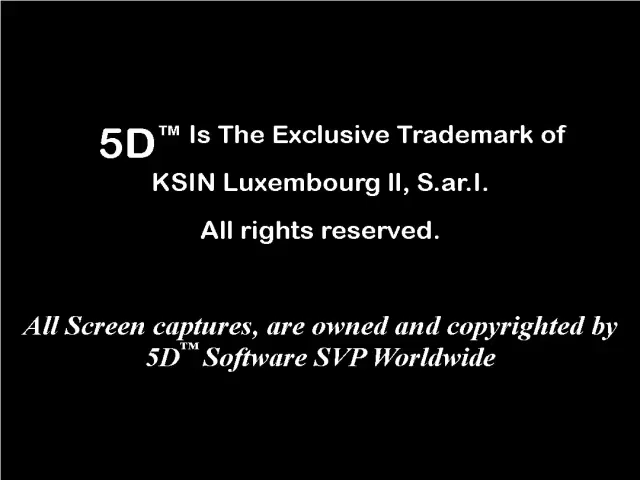 5D™ Is The Exclusive Trademark of
KSIN Luxembourg II, S.ar.l.
All rights reserved.
All Screen captures, are owned and copyrighted by
5D™ Software SVP Worldwide